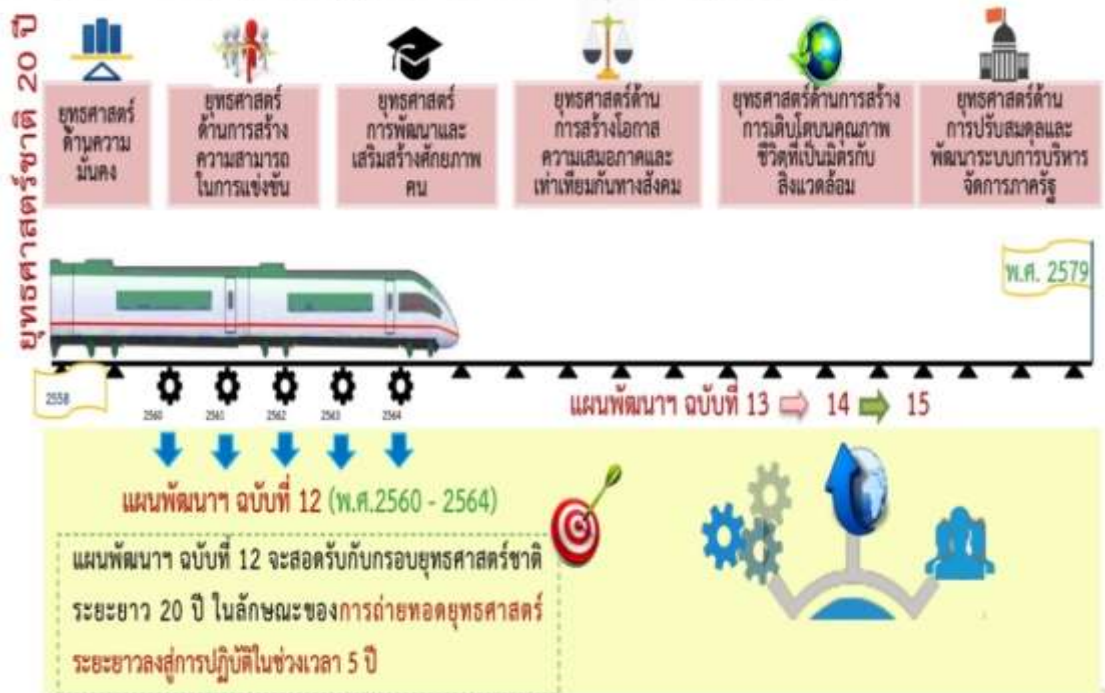 ยุทธศาสตร์ชาติ 20 ปี
ยุทธศาสตร์
ด้านความ
มั่นคง
ยุทธศาสตร์
ด้านการสร้าง
ความสามารถ
ในการแข่งขัน
ยุทธศาสตร์
การพัฒนาและ
เสริมสร้างศักยภาพ
คน
ยุทธศาสตร์ด้าน
การสร้างโอกาส
ความเสมอภาคและ
เท่าเทียมกันทางสังคม
ยุทธศาสตร์ด้านการสร้าง
การเติบโตบนคุณภาพ
ชีวิตที่เป็นมิตรกับ
สิ่งแวดล้อม
ยุทธศาสตร์ด้าน
การปรับสมดุลและ
พัฒนาระบบการบริหาร
จัดการภาครัฐ
พ.ศ. 2579
2558
2560 2561 2562 2563 2564
แผนพัฒนาฯ ฉบับที่ 13 14 15
แผนพัฒนาฯ ฉบับที่ 12 (พ.ศ.2560 - 2564)
แผนพัฒนาฯ ฉบับที่ 12 จะสอดรับกับกรอบยุทธศาสตร์ชาติ
ระยะยาว 20 ปี ในลักษณะของการถ่ายทอดยุทธศาสตร์
ระยะยาวลงสู่การปฏิบัติในช่วงเวลา 5 ปี